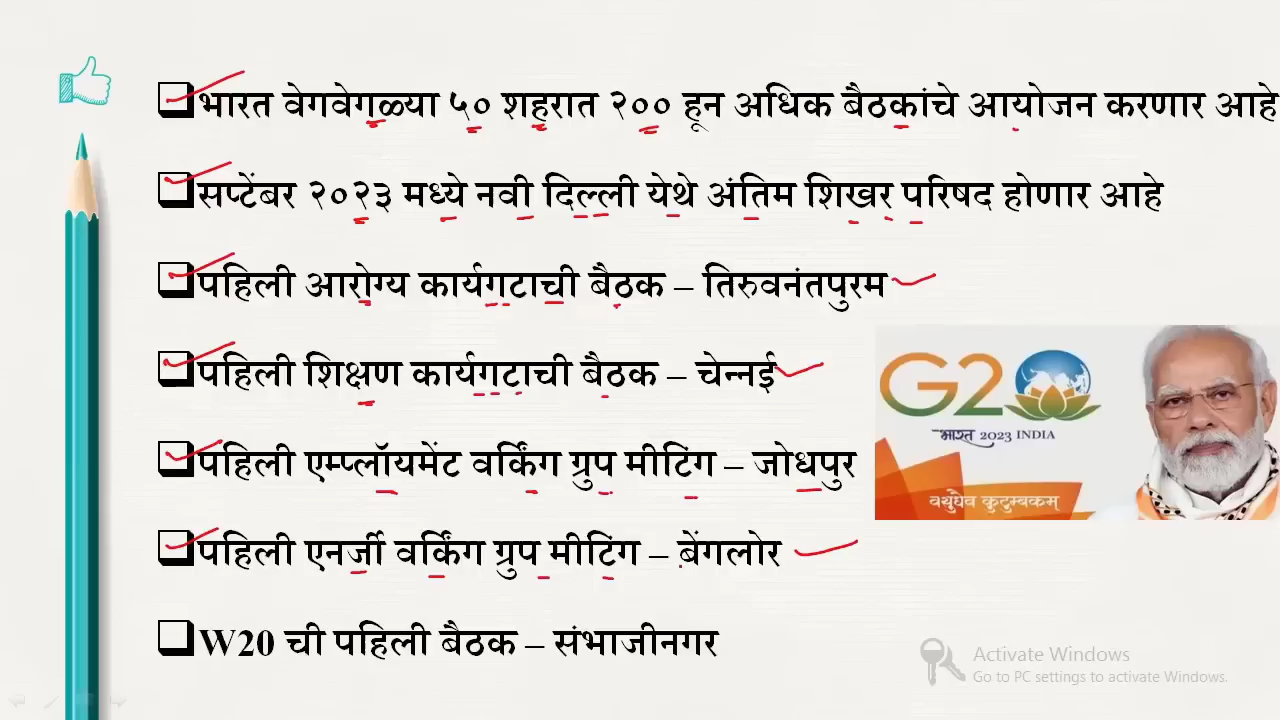 भारत वेगवेगळ्या ५० शहरात २०० हून अधिक बैठकांचे आयोजन करणार आहे
सप्टेंबर २०२३ मध्ये नवी दिल्ली येथे अंतिम शिखर परिषद होणार आहे
पहिली आरोग्य कार्यगटाची बैठक – तिरुवनंतपुरम
पहिली शिक्षण कार्यगटाची बैठक – चेन्नई
पहिली एम्प्लॉयमेंट वर्किंग ग्रुप मीटिंग – जोधपुर
पहिली एनर्जी वर्किंग ग्रुप मीटिंग – बेंगलोर
W20 ची पहिली बैठक – संभाजीनगर
G20
भारत 2023 INDIA
वसुधैव कुटुम्बकम्
Activate Windows
Go to PC settings to activate Windows.